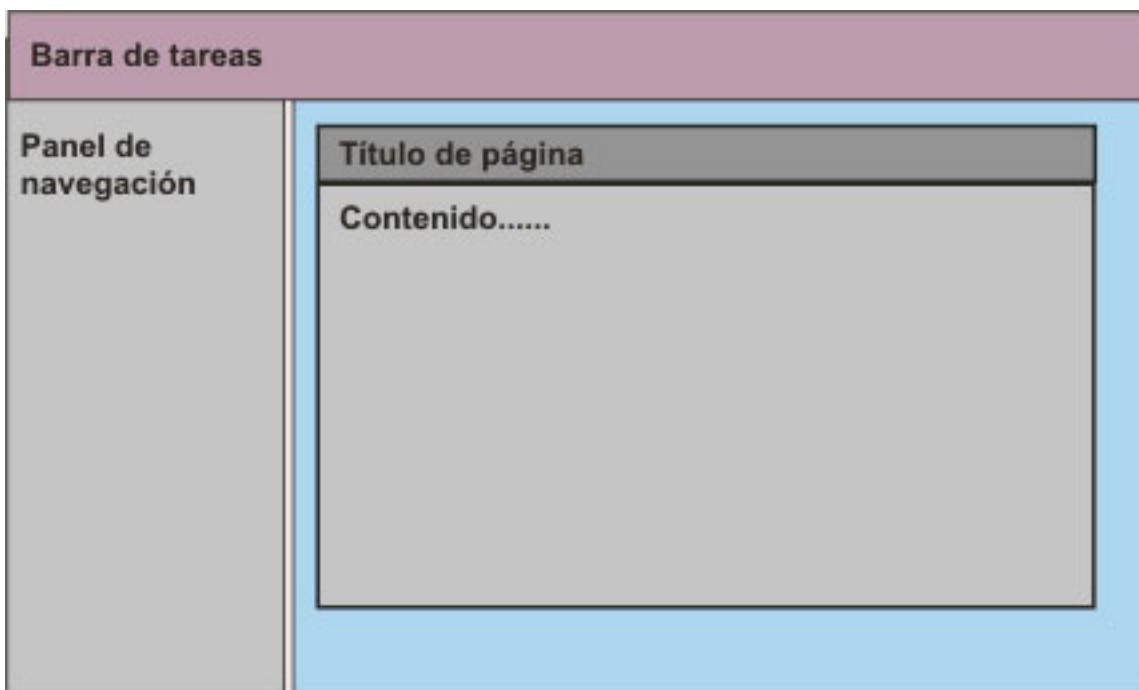 Barra de tareas
Panel de
navegación
Título de página
Contenido......